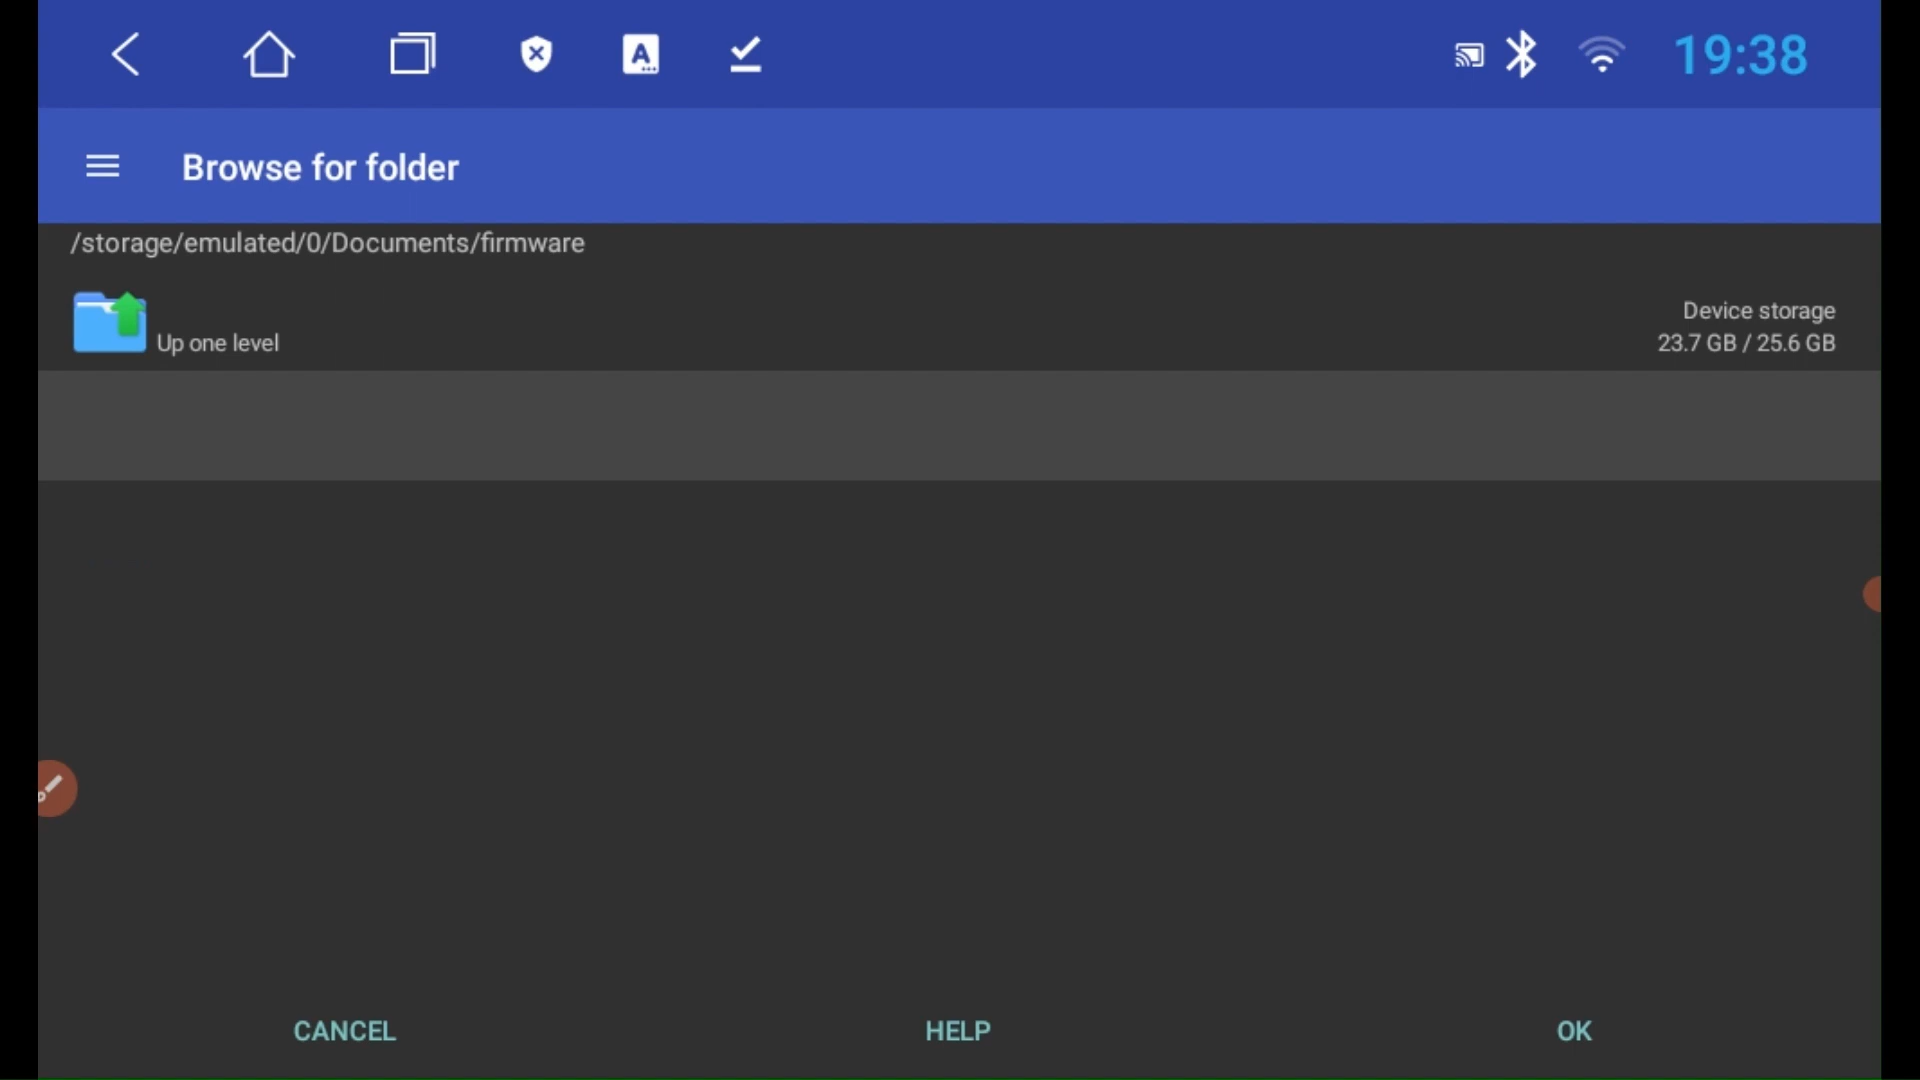 19:38
Browse for folder
/storage/emulated/0/Documents/firmware
Up one level
Device storage
23.7 GB / 25.6 GB
CANCEL
HELP
OK